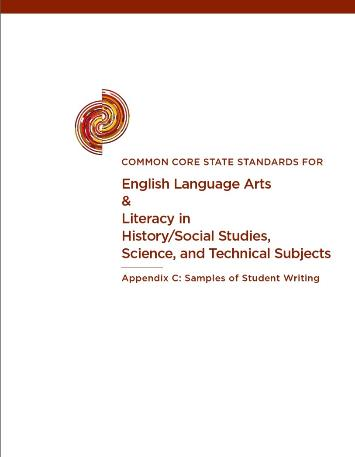 COMMON CORE STATE STANDARDS FOR
English Language Arts
&
Literacy in
History/Social Studies,
Science, and Technical Subjects
Appendix C: Samples of Student Writing